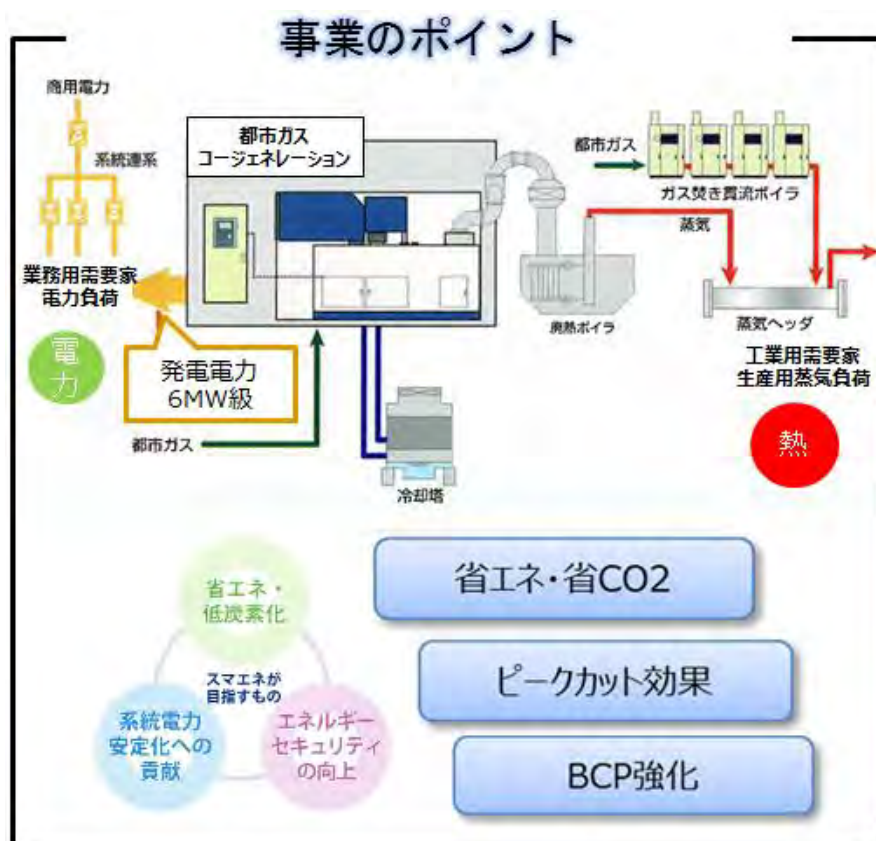 事業のポイント
商用電力
系統連系
業務用需要家
電力負荷
電
力
発電電力
6MW級
都市ガス
都市ガス
コージェネレーション
冷却塔
廃熱ボイラ
都市ガス
ガス焚き貫流ボイラ
蒸気
蒸気ヘッダ
工業用需要家
生産用蒸気負荷
熱
省エネ・
低炭素化
スマエネが
目指すもの
系統電力
安定化への
貢献
エネルギー
セキュリティ
の向上
省エネ・省CO2
ピークカット効果
BCP強化